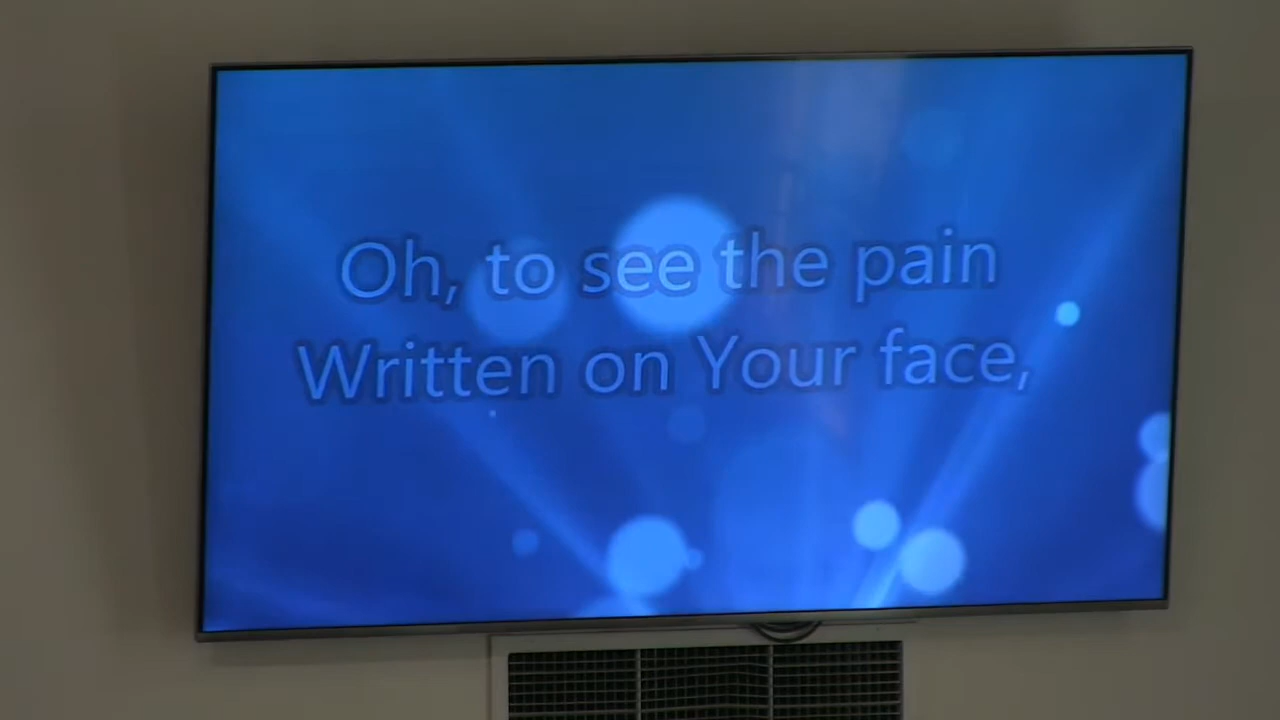 Oh, to see the pain
Written on Your face,